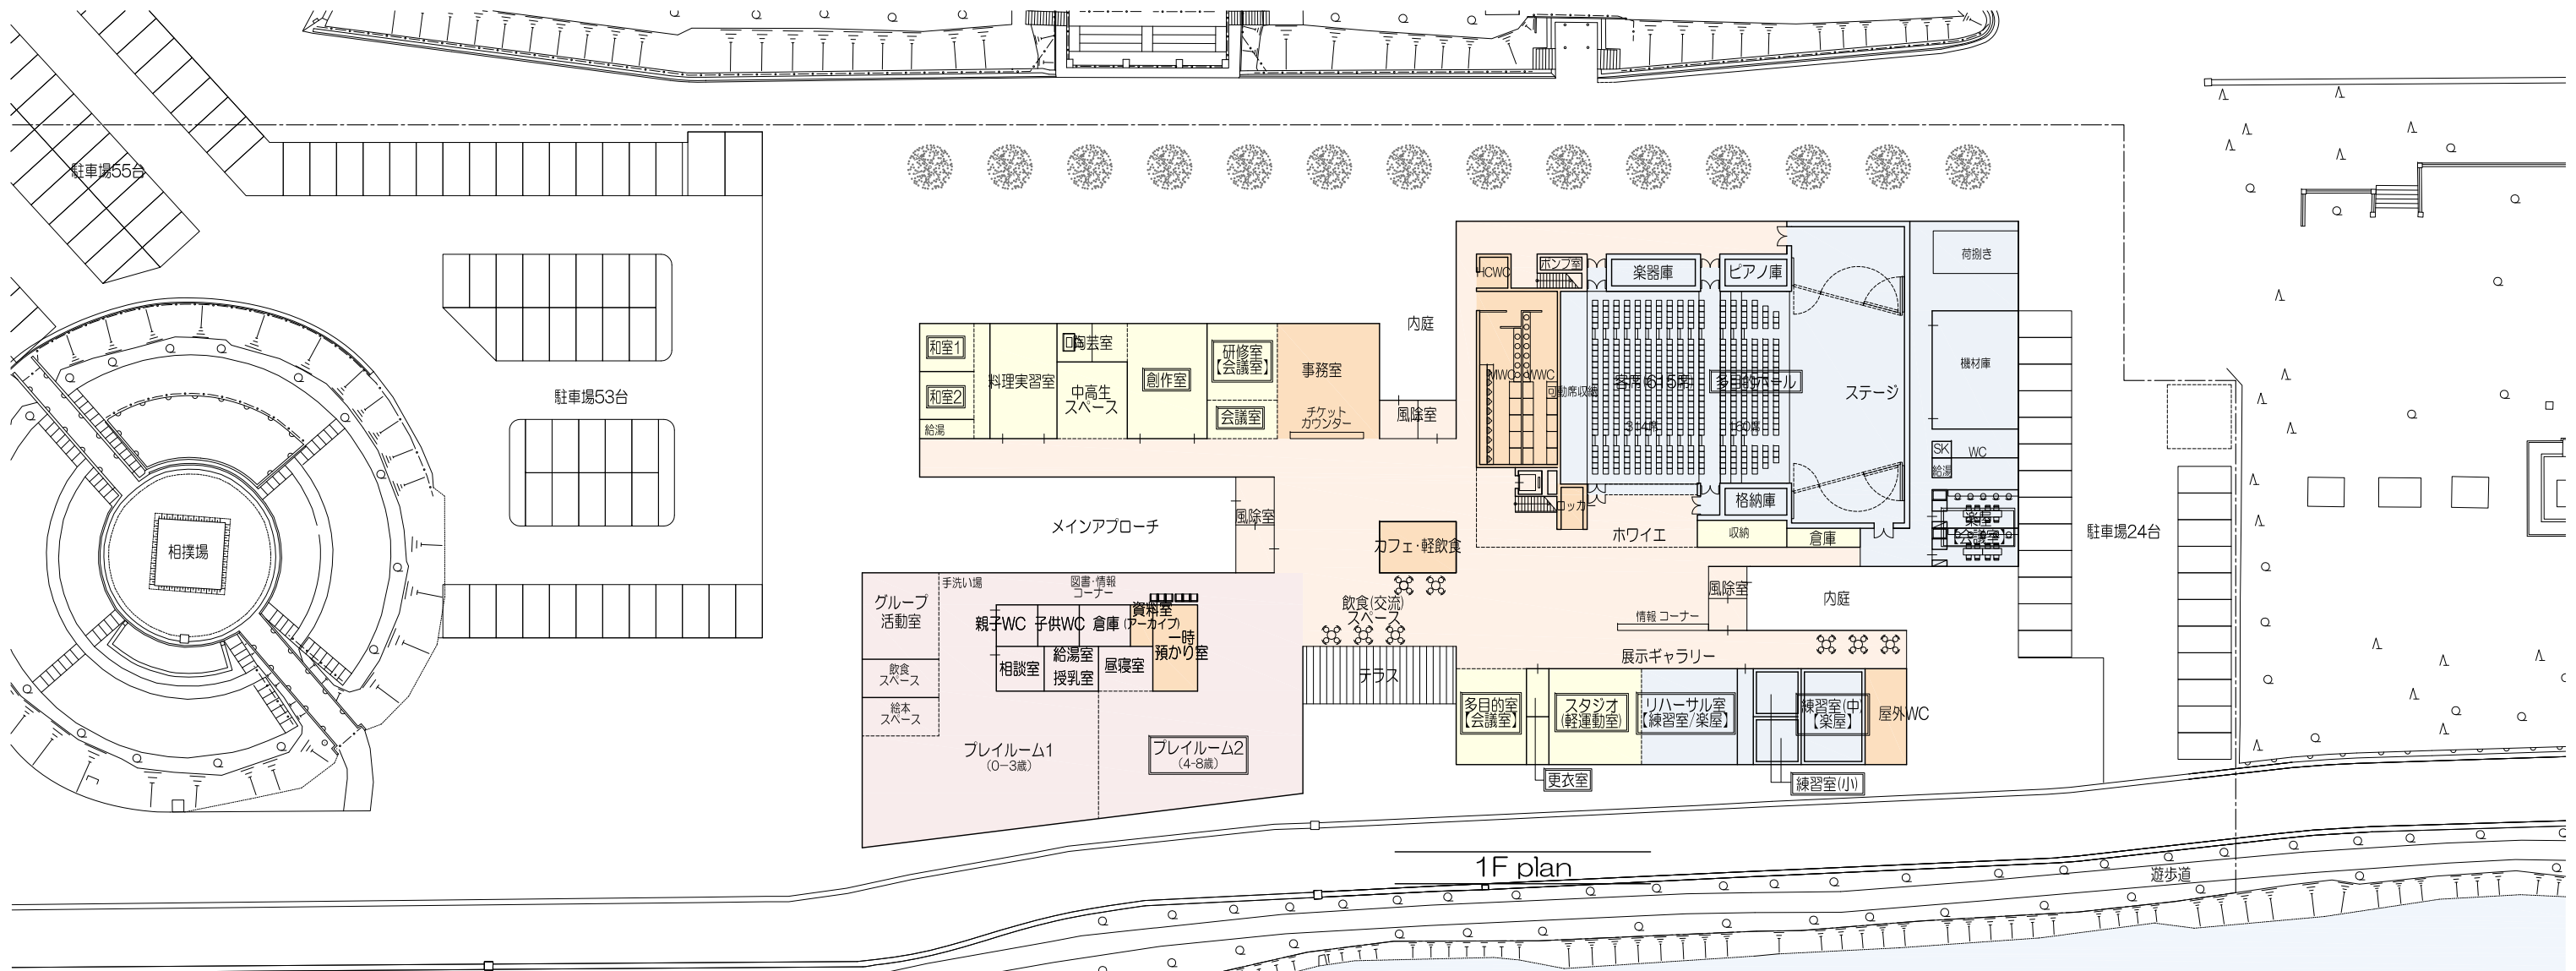 駐車場55台
駐車場53台
相撲場
和室1
和室2
給湯
料理実習室
陶芸室
中高生
スペース
創作室
研修室
【会議室】
会議室
事務室
チケット
カウンター
内庭
風除室
HCWC
ポンプ室
楽器庫
ピアノ庫
MWC
WWC
可動席収納
客席(615席)
314席
多目的ホール
160席
ステージ
荷捌き
機材庫
SK
WC
給湯
楽屋
【会議室】
駐車場24台
ロッカー
格納庫
収納
倉庫
ホワイエ
メインアプローチ
風除室
カフェ・軽飲食
飲食(交流)
スペース
テラス
風除室
内庭
情報コーナー
展示ギャラリー
グループ
活動室
手洗い場
図書・情報
コーナー
親子WC
子供WC
倉庫
資料室
(アーカイブ)
一時
預かり室
相談室
給湯室
授乳室
昼寝室
飲食
スペース
絵本
スペース
プレイルーム1
(0-3歳)
プレイルーム2
(4-8歳)
多目的室
【会議室】
スタジオ
(軽運動室)
リハーサル室
【練習室/楽屋】
練習室(中)
【楽屋】
屋外WC
更衣室
練習室(小)
1F plan
遊歩道